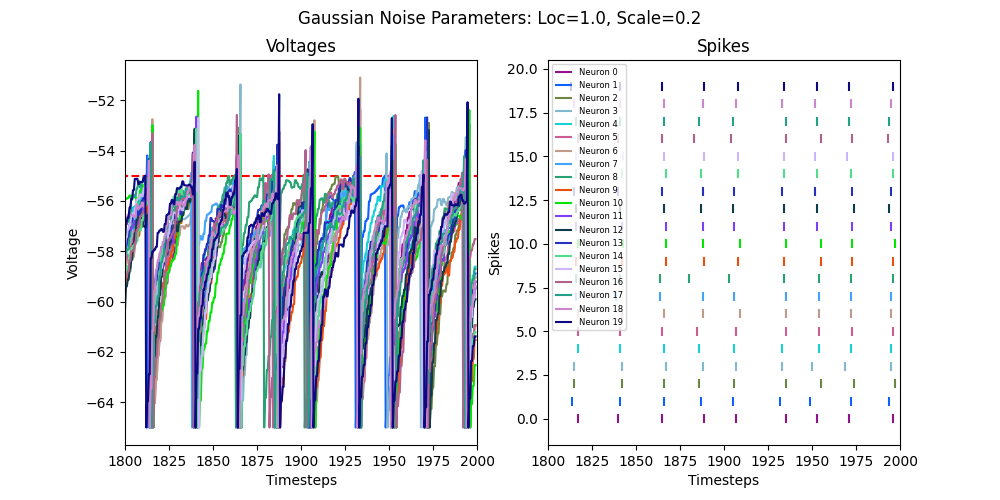 Gaussian Noise Parameters: Loc=1.0, Scale=0.2
Voltages
Spikes
Voltage
−52
−54
−56
−58
−60
−62
−64
1800 1825 1850 1875 1900 1925 1950 1975 2000
Timesteps
Spikes
20.0
17.5
15.0
12.5
10.0
7.5
5.0
2.5
0.0
Neuron 0
Neuron 1
Neuron 2
Neuron 3
Neuron 4
Neuron 5
Neuron 6
Neuron 7
Neuron 8
Neuron 9
Neuron 10
Neuron 11
Neuron 12
Neuron 13
Neuron 14
Neuron 15
Neuron 16
Neuron 17
Neuron 18
Neuron 19
1800 1825 1850 1875 1900 1925 1950 1975 2000
Timesteps